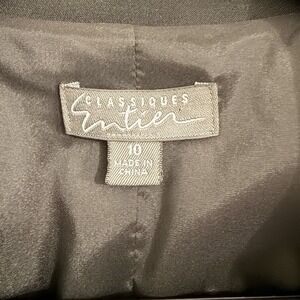 CLASSIQUES
Entier
10
MADE IN
CHINA